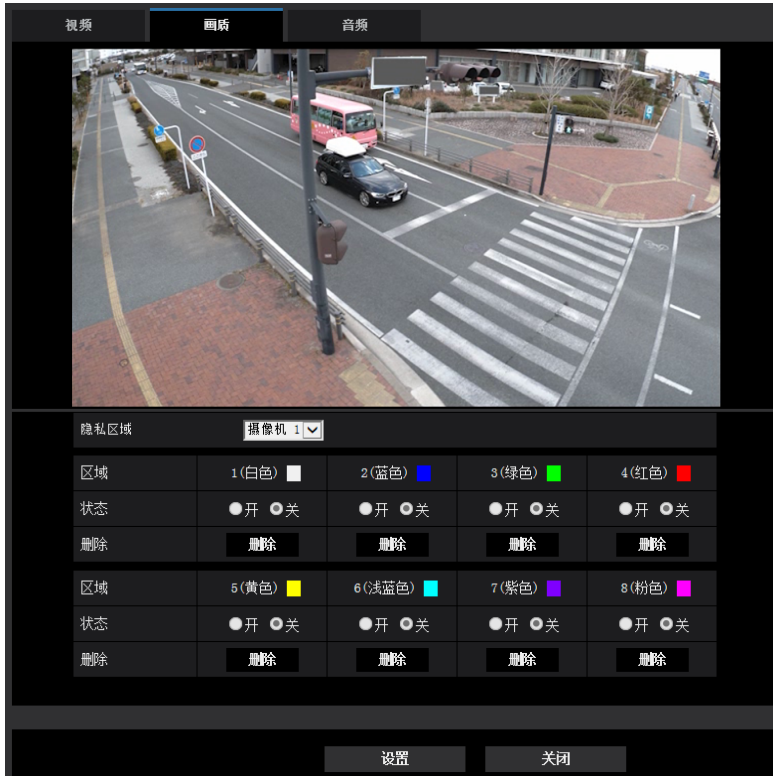 視频 画质 音频
隐私区域 摄像机 1
区域 1(白色) 2(蓝色) 3(绿色) 4(红色)
状态 开 关 开 关 开 关 开 关
删除 删除 删除 删除 删除
区域 5(黄色) 6(浅蓝色) 7(紫色) 8(粉色)
状态 开 关 开 关 开 关 开 关
删除 删除 删除 删除 删除
设置 关闭